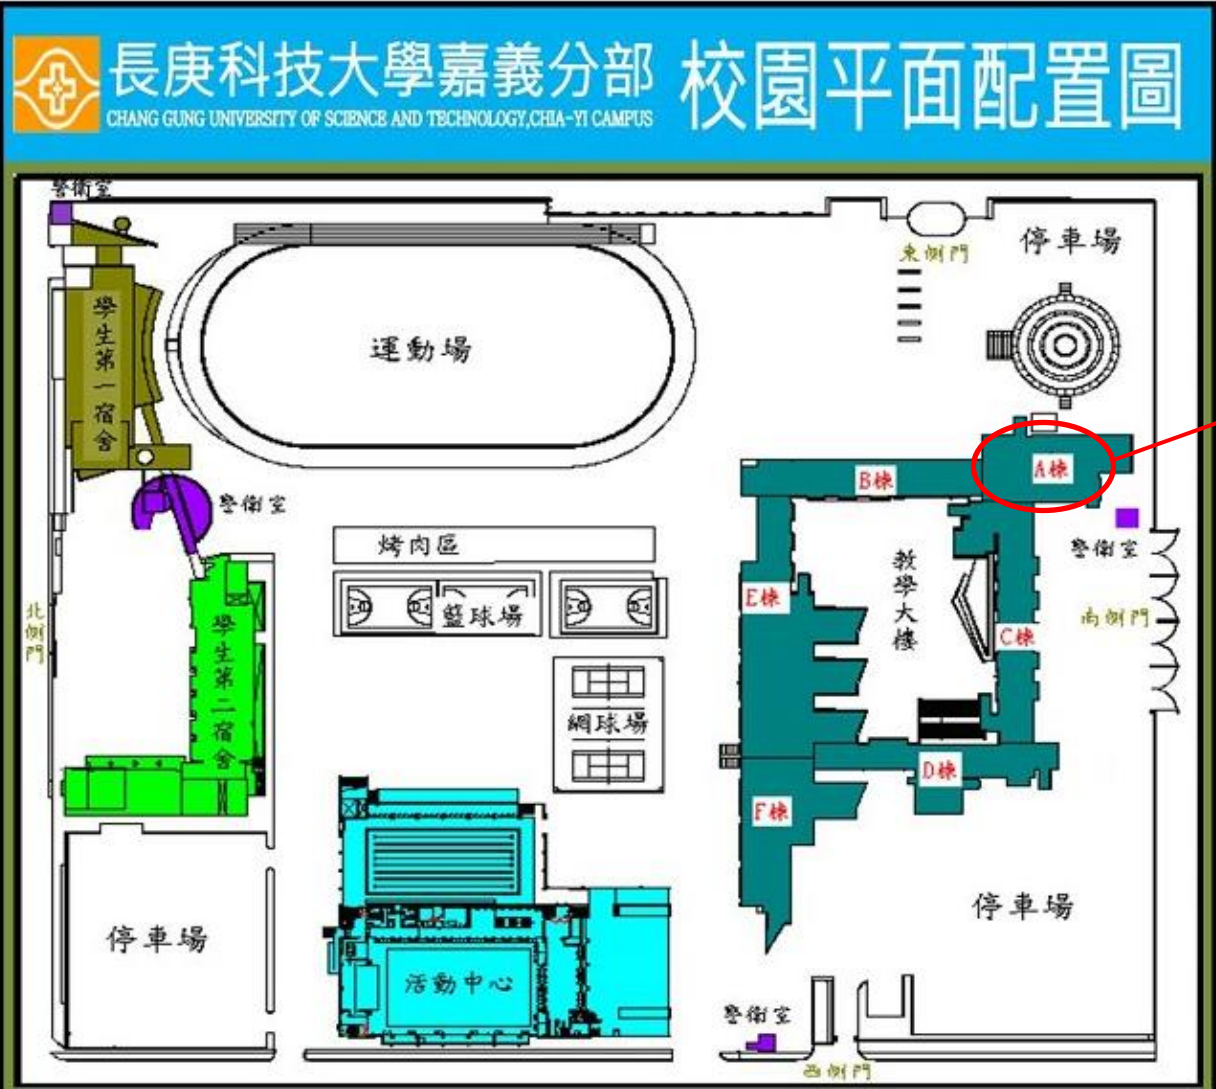 長庚科技大學嘉義分部 校園平面配置圖
CHANG GUNG UNIVERSITY OF SCIENCE AND TECHNOLOGY,CHIA-YI CAMPUS
警衛室
東側門
停車場
學生第一宿舍
運動場
A棟
B棟
警衛室
警衛室
烤肉區
教學大樓
籃球場
E棟
C棟
南側門
北側門
學生第二宿舍
網球場
D棟
F棟
停車場
停車場
活動中心
警衛室
西側門